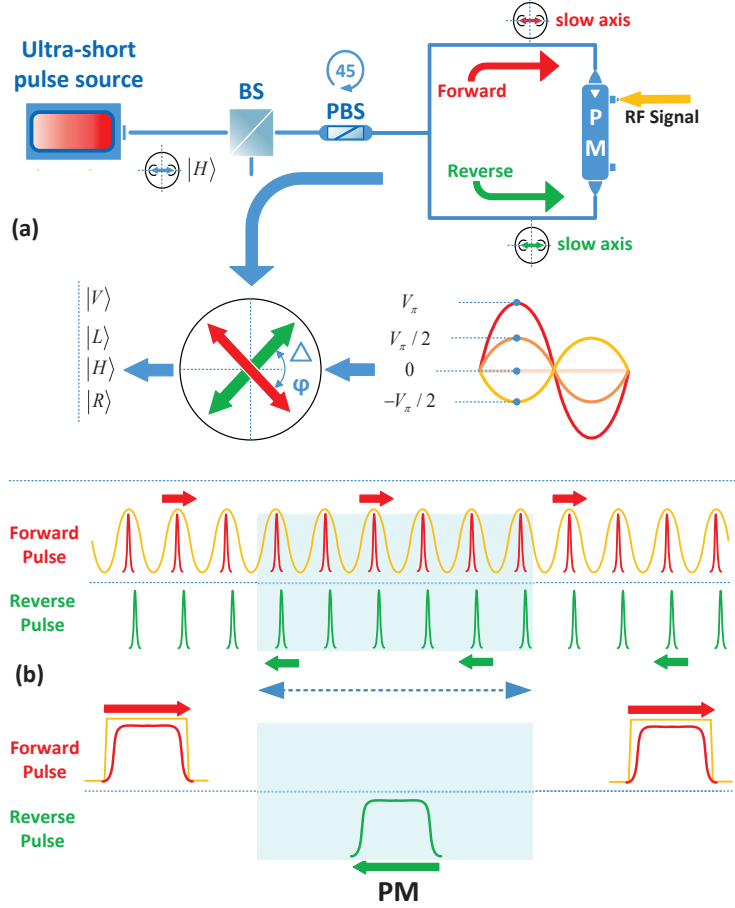 slow axis
Ultra-short
pulse source
45
BS
PBS
Forward
RF Signal
P
M
Reverse
|H⟩
slow axis
(a)
|V⟩
|L⟩
|H⟩
|R⟩
△
φ
V_π
V_π / 2
0
−V_π / 2
Forward
Pulse
Reverse
Pulse
(b)
Forward
Pulse
Reverse
Pulse
PM